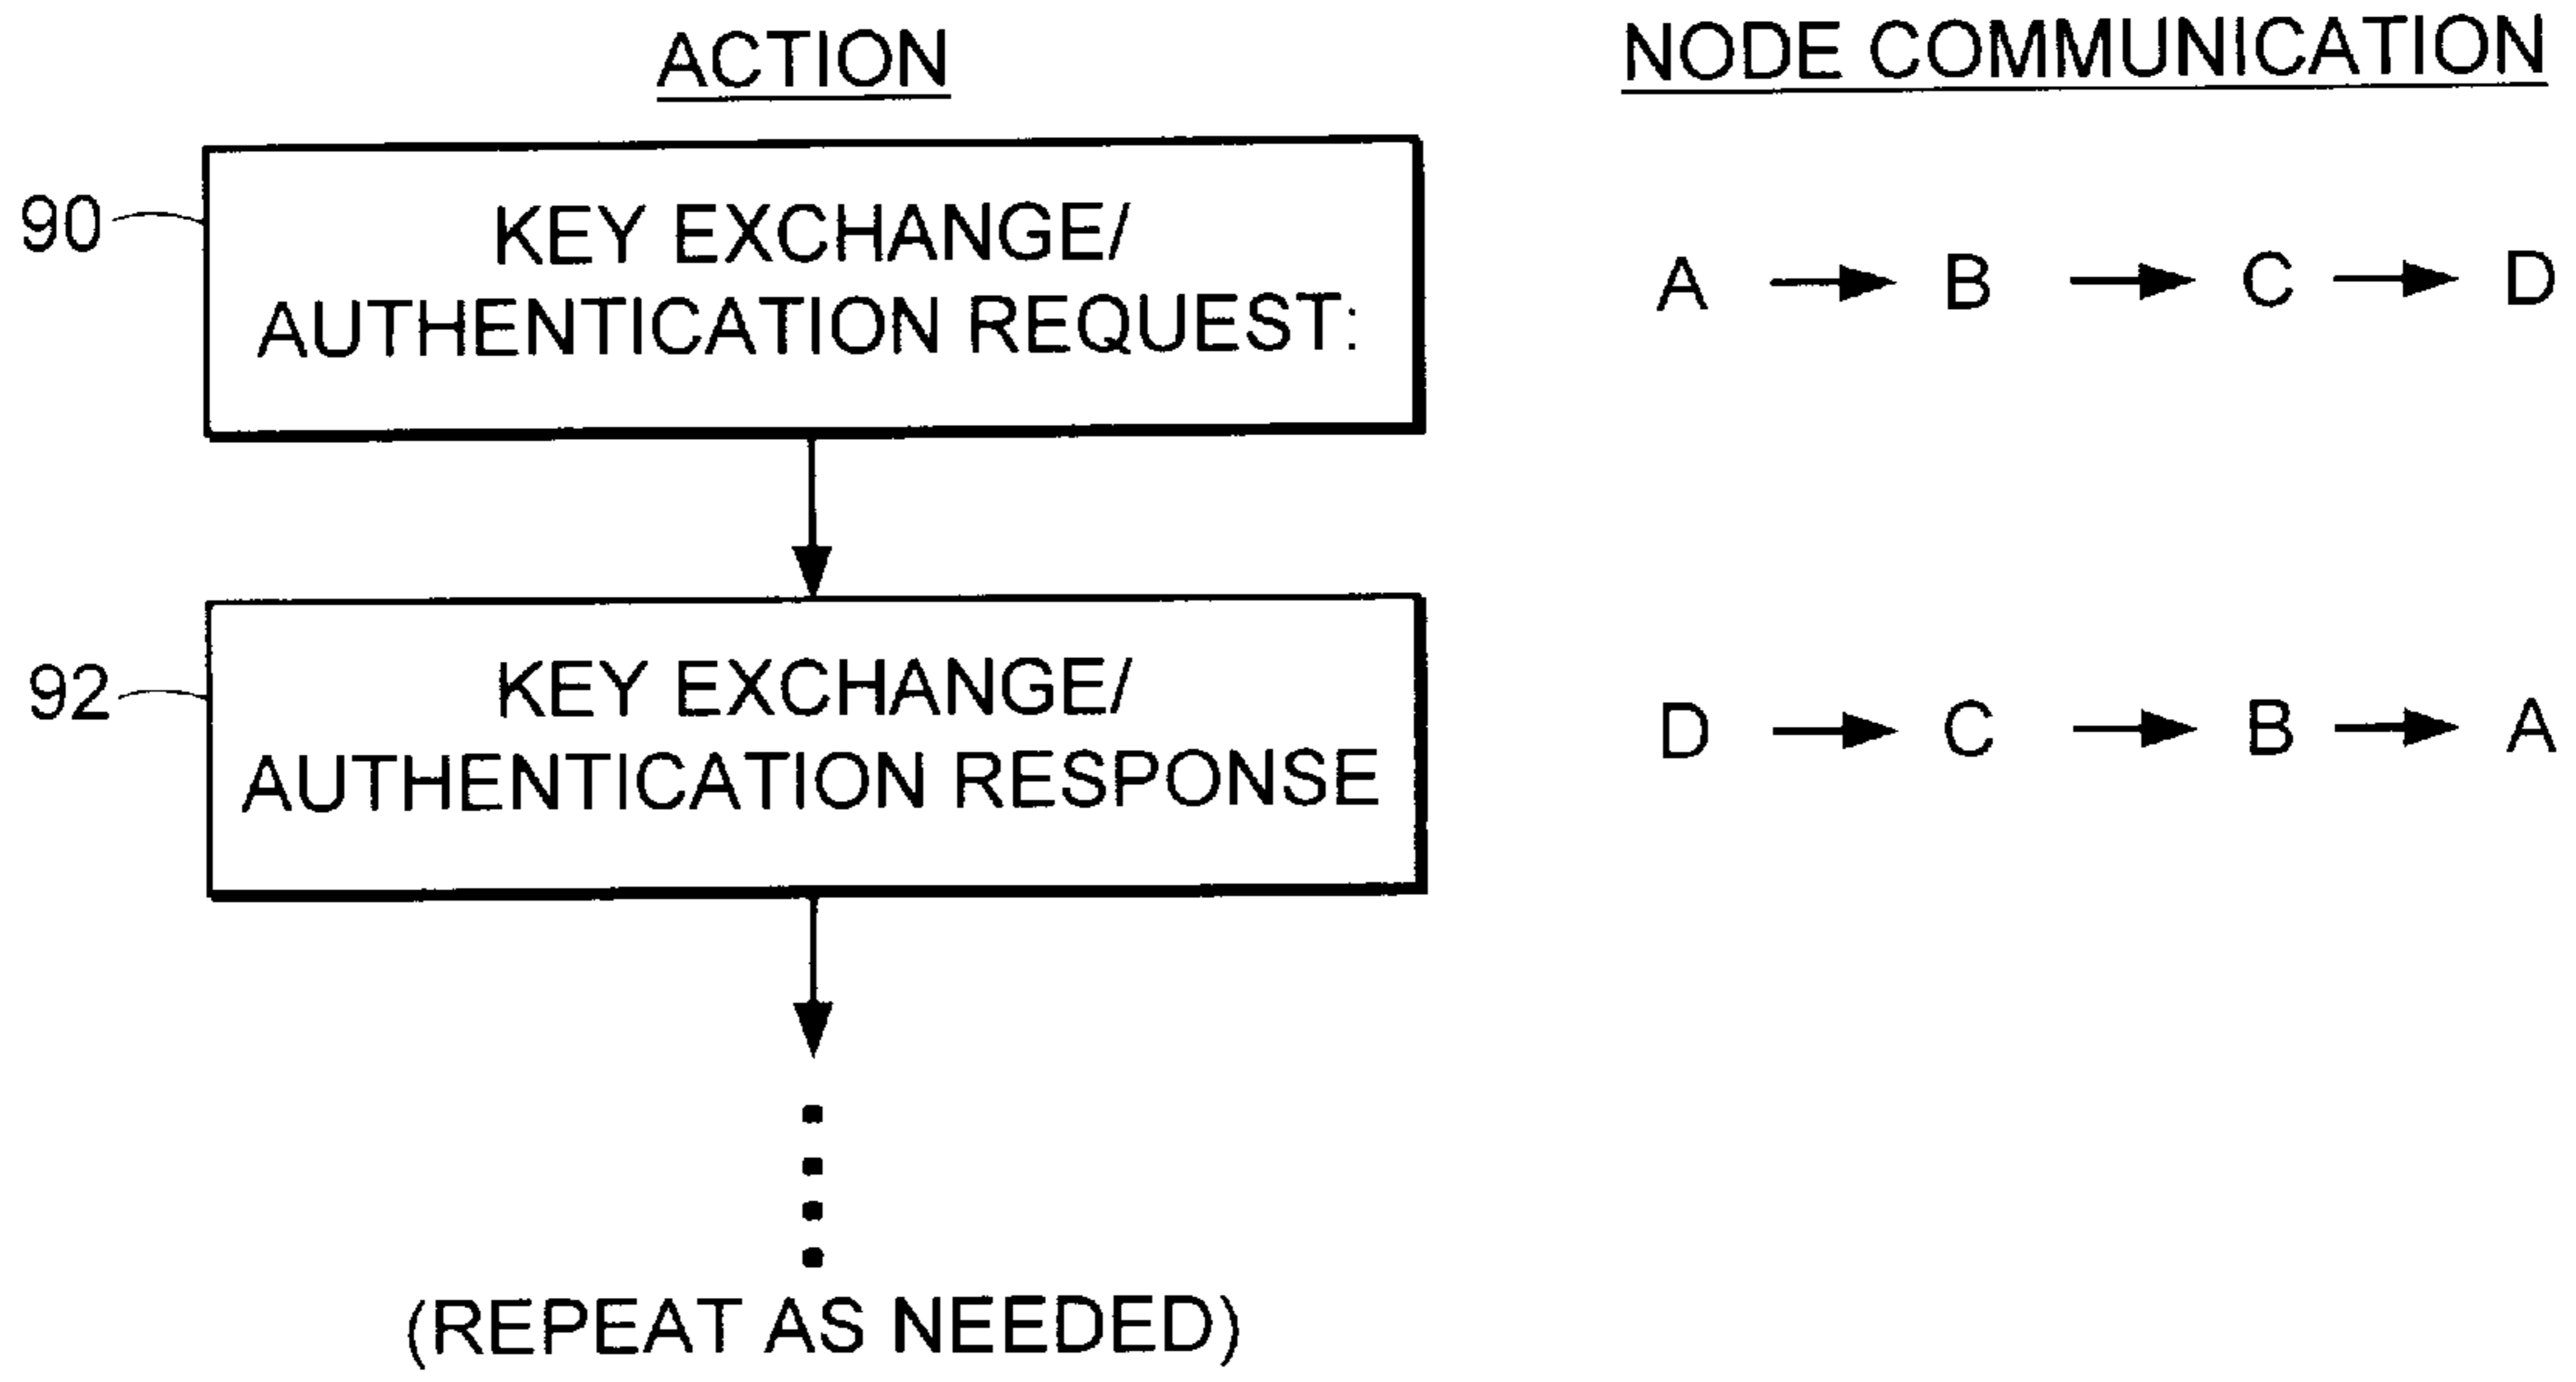 ACTION
NODE COMMUNICATION
90
KEY EXCHANGE/
AUTHENTICATION REQUEST:
A → B → C → D
92
KEY EXCHANGE/
AUTHENTICATION RESPONSE
D → C → B → A
(REPEAT AS NEEDED)